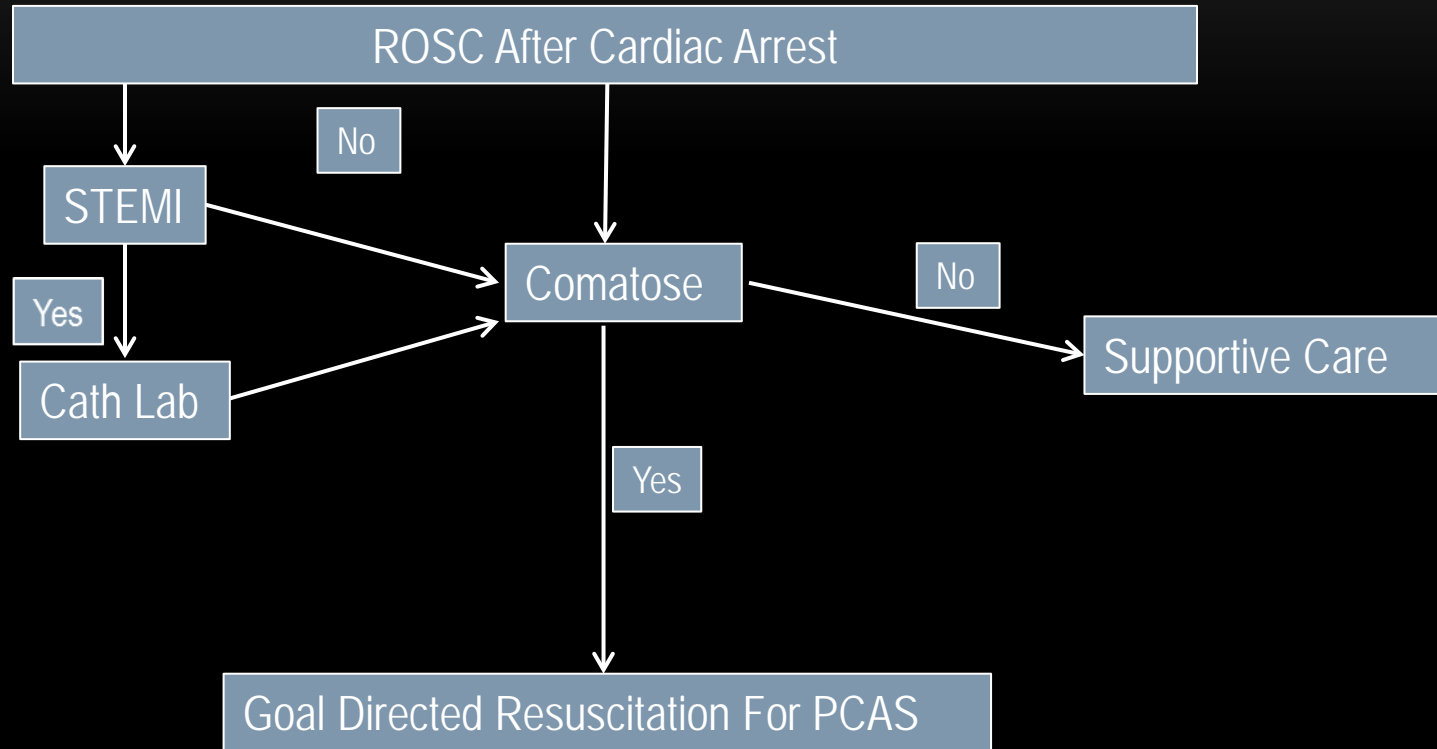 ROSC After Cardiac Arrest
No
STEMI
Comatose
No
Yes
Supportive Care
Cath Lab
Yes
Goal Directed Resuscitation For PCAS